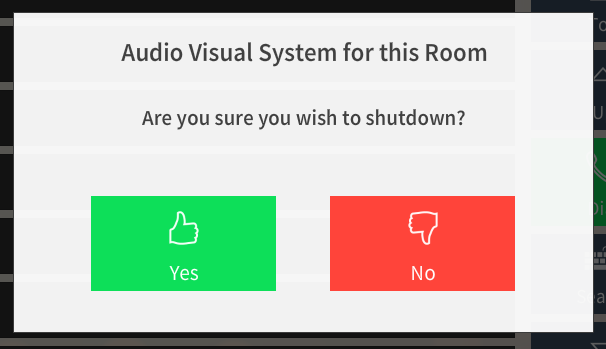 Audio Visual System for this Room
Are you sure you wish to shutdown?
Yes
No